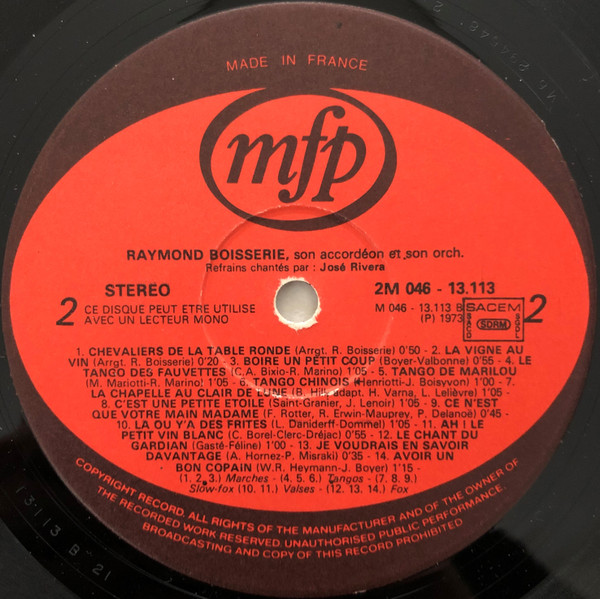 MADE IN FRANCE
mfp
RAYMOND BOISSERIE, son accordéon et son orch.
Refrains chantés par : José Rivera
STEREO
2M 046 - 13.113
2
CE DISQUE PEUT ETRE UTILISE
AVEC UN LECTEUR MONO
M 046 - 13.113 B
(P) 1973
SACEM
SACD
SDRM
SGDL
2
1. CHEVALIERS DE LA TABLE RONDE (Arrgt. R. Boisserie) 0'50 - 2. LA VIGNE AU
VIN (Arrgt. R. Boisserie) 0'20 - 3. BOIRE UN PETIT COUP (Boyer-Valbonne) 0'55 - 4. LE
TANGO DES FAUVETTES (C.A. Bixio-R. Marino) 1'05 - 5. TANGO DE MARILOU
(M. Mariotti-R. Marino) 1'05 - 6. TANGO CHINOIS (Henriotti-J. Boisyvon) 1'00 - 7.
LA CHAPELLE AU CLAIR DE LUNE (B. Hill-adapt. H. Varna, L. Lelièvre) 1'05
- 8. C'EST UNE PETITE ETOILE (Saint-Granier, J. Lenoir) 1'05 - 9. CE N'EST
QUE VOTRE MAIN MADAME (F. Rotter, R. Erwin-Mauprey, P. Delanoë) 0'45
- 10. LA OU Y'A DES FRITES (L. Daniderff-Dommel) 1'05 - 11. AH ! LE
PETIT VIN BLANC (C. Borel-Clerc-Déjac) 1'05 - 12. LE CHANT DU
GARDIAN (Gasté-Féline) 1'00 - 13. JE VOUDRAIS EN SAVOIR
DAVANTAGE (A. Hornez-P. Misraki) 1'05 - 14. AVOIR UN
BON COPAIN (W.R. Heymann-J. Boyer) 1'15 -
(1. 2. 3.) Marches - (4. 5. 6.) Tangos - (7. 8. 9.)
Slow-fox (10. 11.) Valses - (12. 13. 14.) Fox
COPYRIGHT RECORD. ALL RIGHTS OF THE MANUFACTURER AND OF THE OWNER OF
THE RECORDED WORK RESERVED. UNAUTHORISED PUBLIC PERFORMANCE.
BROADCASTING AND COPY OF THIS RECORD PROHIBITED
13113 B 21